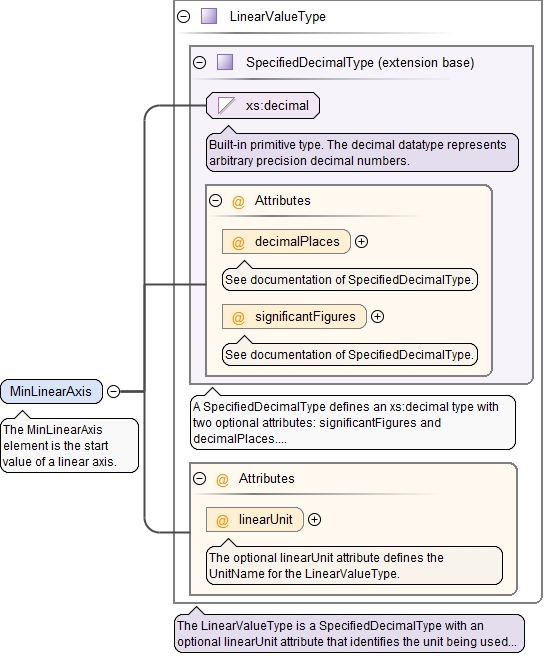 LinearValueType
SpecifiedDecimalType (extension base)
xs:decimal
Built-in primitive type. The decimal datatype represents
arbitrary precision decimal numbers.
@ Attributes
@ decimalPlaces
See documentation of SpecifiedDecimalType.
@ significantFigures
See documentation of SpecifiedDecimalType.
MinLinearAxis
The MinLinearAxis
element is the start
value of a linear axis.
A SpecifiedDecimalType defines an xs:decimal type with
two optional attributes: significantFigures and
decimalPlaces....
@ Attributes
@ linearUnit
The optional linearUnit attribute defines the
UnitName for the LinearValueType.
The LinearValueType is a SpecifiedDecimalType with an
optional linearUnit attribute that identifies the unit being used...